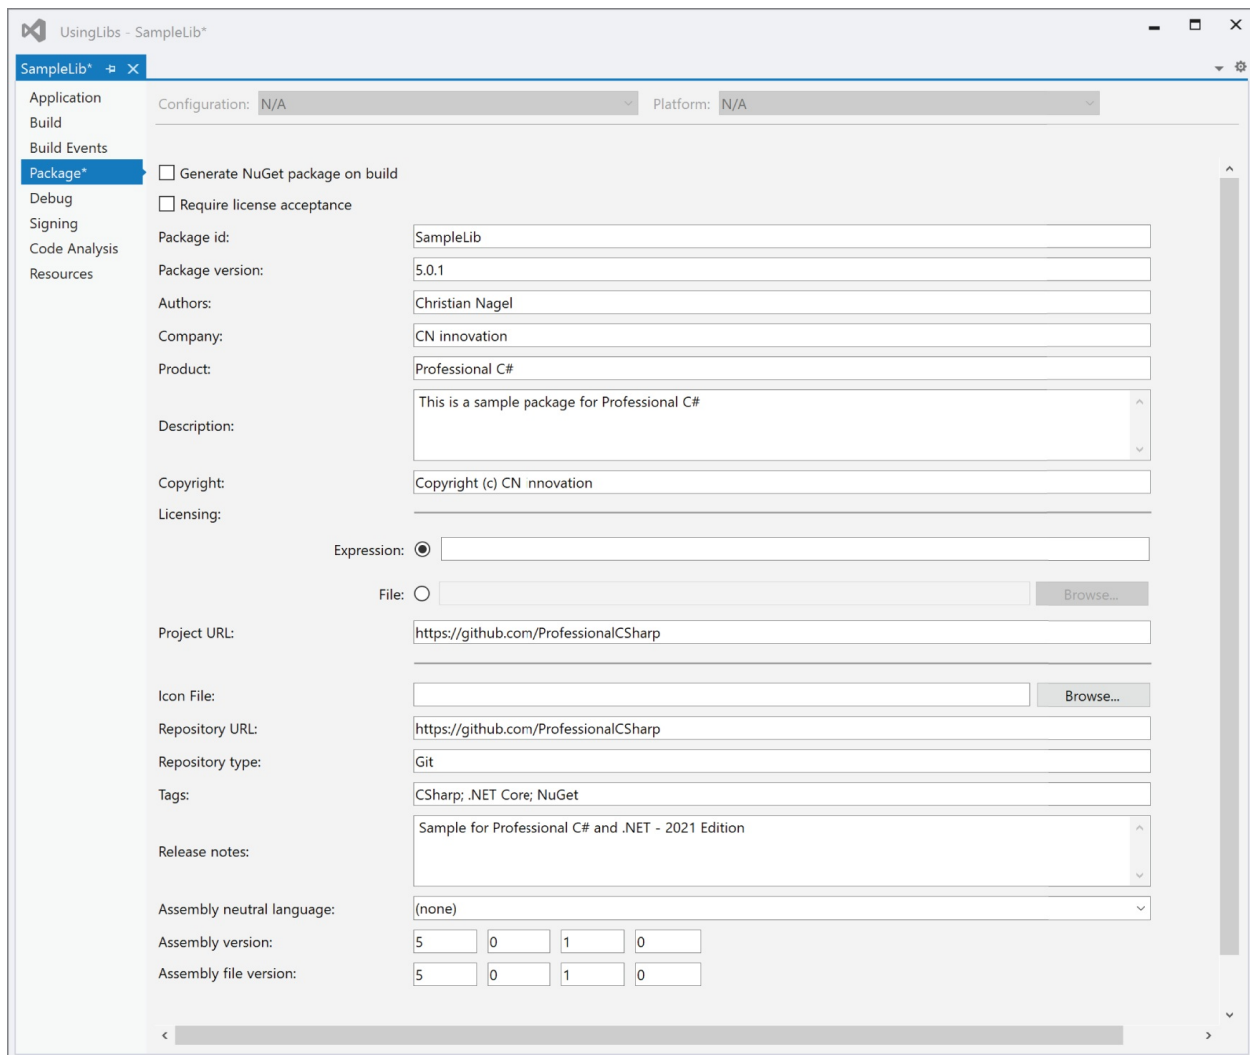 UsingLibs - SampleLib*
SampleLib*
Application
Build
Build Events
Package*
Debug
Signing
Code Analysis
Resources
Configuration: N/A Platform: N/A
Generate NuGet package on build
Require license acceptance
Package id: SampleLib
Package version: 5.0.1
Authors: Christian Nagel
Company: CN innovation
Product: Professional C#
Description: This is a sample package for Professional C#
Copyright: Copyright (c) CN nnovation
Licensing:
Expression:
File: Browse...
Project URL: https://github.com/ProfessionalCSharp
Icon File: Browse...
Repository URL: https://github.com/ProfessionalCSharp
Repository type: Git
Tags: CSharp; .NET Core; NuGet
Release notes: Sample for Professional C# and .NET - 2021 Edition
Assembly neutral language: (none)
Assembly version: 5 0 1 0
Assembly file version: 5 0 1 0